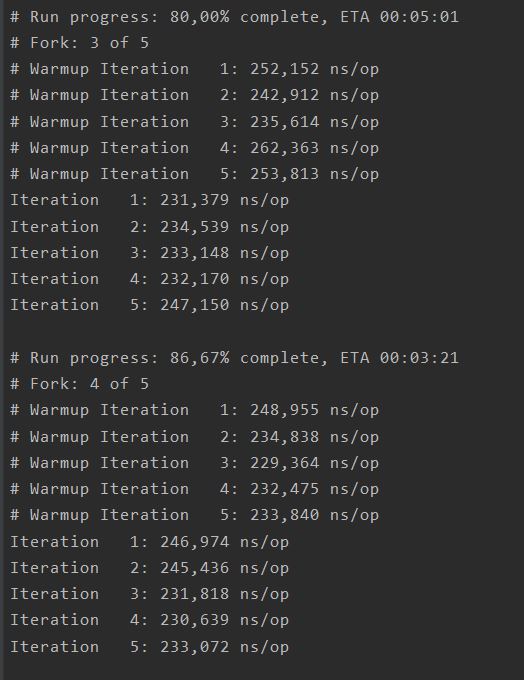 # Run progress: 80,00% complete, ETA 00:05:01
# Fork: 3 of 5
# Warmup Iteration   1: 252,152 ns/op
# Warmup Iteration   2: 242,912 ns/op
# Warmup Iteration   3: 235,614 ns/op
# Warmup Iteration   4: 262,363 ns/op
# Warmup Iteration   5: 253,813 ns/op
Iteration   1: 231,379 ns/op
Iteration   2: 234,539 ns/op
Iteration   3: 233,148 ns/op
Iteration   4: 232,170 ns/op
Iteration   5: 247,150 ns/op

# Run progress: 86,67% complete, ETA 00:03:21
# Fork: 4 of 5
# Warmup Iteration   1: 248,955 ns/op
# Warmup Iteration   2: 234,838 ns/op
# Warmup Iteration   3: 229,364 ns/op
# Warmup Iteration   4: 232,475 ns/op
# Warmup Iteration   5: 233,840 ns/op
Iteration   1: 246,974 ns/op
Iteration   2: 245,436 ns/op
Iteration   3: 231,818 ns/op
Iteration   4: 230,639 ns/op
Iteration   5: 233,072 ns/op